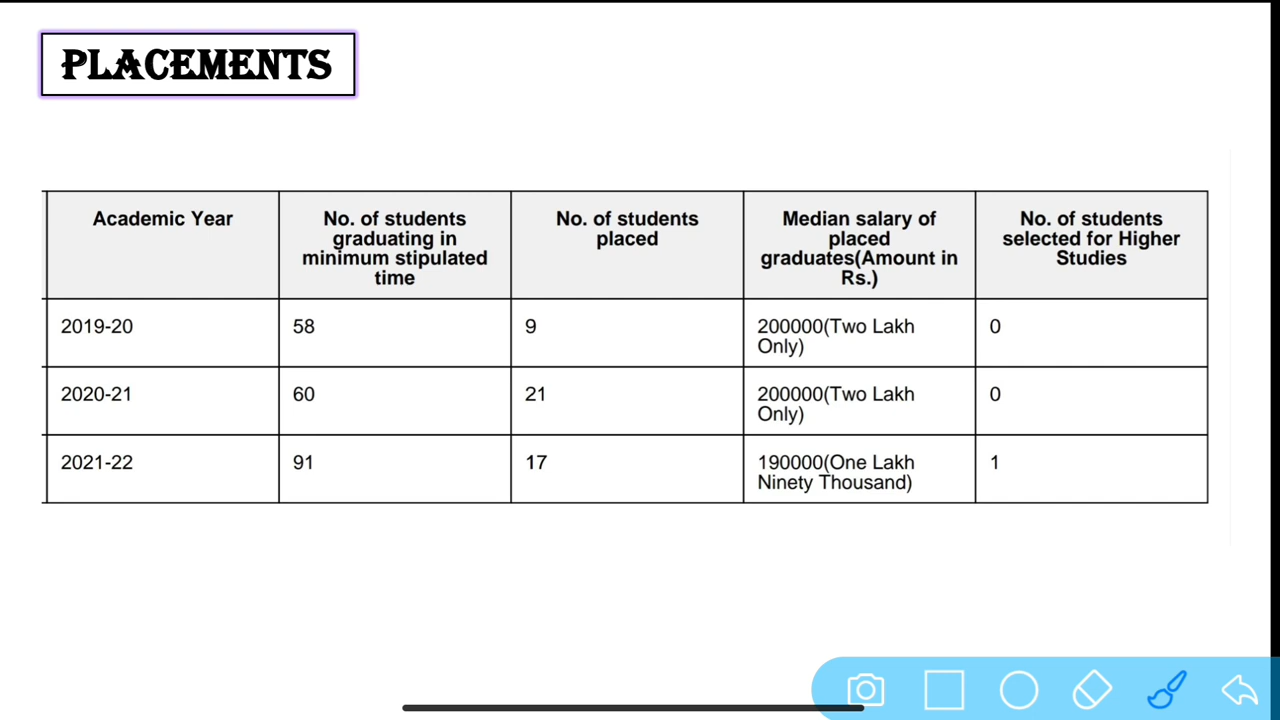 PLACEMENTS
Academic Year
No. of students
graduating in
minimum stipulated
time
No. of students
placed
Median salary of
placed
graduates(Amount in
Rs.)
No. of students
selected for Higher
Studies
2019-20
58
9
200000(Two Lakh
Only)
0
2020-21
60
21
200000(Two Lakh
Only)
0
2021-22
91
17
190000(One Lakh
Ninety Thousand)
1